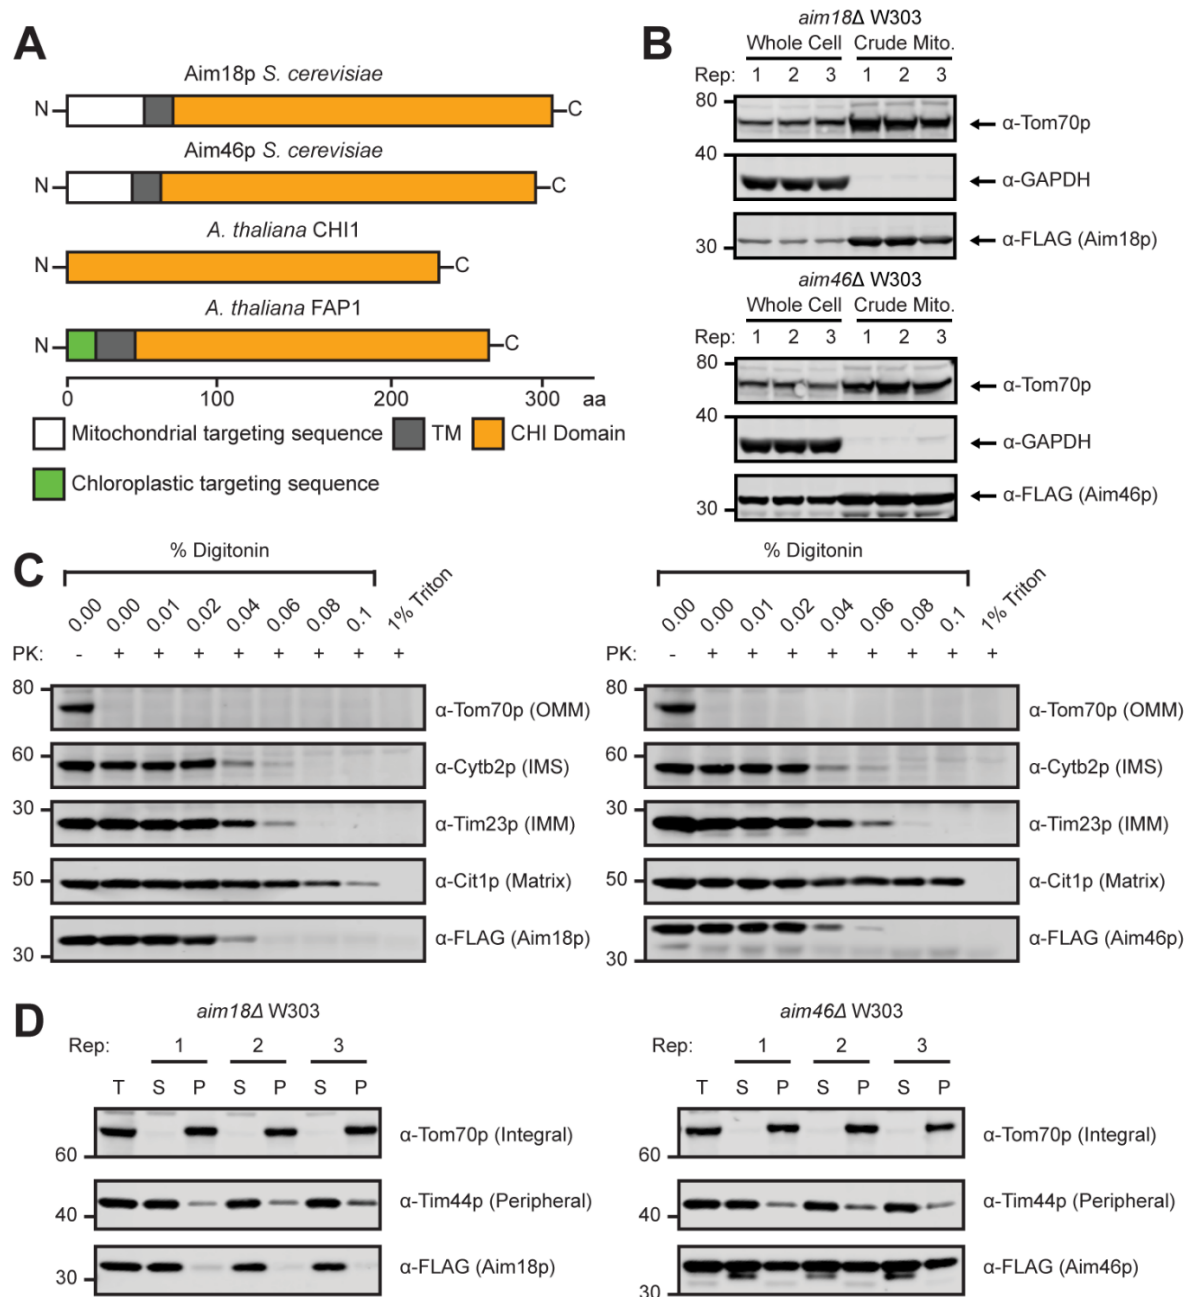 A
Aim18p S. cerevisiae
N
C
Aim46p S. cerevisiae
N
C
A. thaliana CHI1
N
C
A. thaliana FAP1
N
C
0 100 200 300 aa
Mitochondrial targeting sequence TM CHI Domain
Chloroplastic targeting sequence
B
aim18Δ W303
Whole Cell Crude Mito.
Rep: 1 2 3 1 2 3
80
α-Tom70p
40
α-GAPDH
30
α-FLAG (Aim18p)
aim46Δ W303
Whole Cell Crude Mito.
Rep: 1 2 3 1 2 3
80
α-Tom70p
40
α-GAPDH
30
α-FLAG (Aim46p)
C
% Digitonin
0.00 0.00 0.01 0.02 0.04 0.06 0.08 0.1 1% Triton
PK: - + + + + + + + +
80
α-Tom70p (OMM)
60
α-Cytb2p (IMS)
30
α-Tim23p (IMM)
50
α-Cit1p (Matrix)
30
α-FLAG (Aim18p)
% Digitonin
0.00 0.00 0.01 0.02 0.04 0.06 0.08 0.1 1% Triton
PK: - + + + + + + + +
80
α-Tom70p (OMM)
60
α-Cytb2p (IMS)
30
α-Tim23p (IMM)
50
α-Cit1p (Matrix)
30
α-FLAG (Aim46p)
D
aim18Δ W303
Rep: 1 2 3
T S P S P S P
60
α-Tom70p (Integral)
40
α-Tim44p (Peripheral)
30
α-FLAG (Aim18p)
aim46Δ W303
Rep: 1 2 3
T S P S P S P
60
α-Tom70p (Integral)
40
α-Tim44p (Peripheral)
30
α-FLAG (Aim46p)